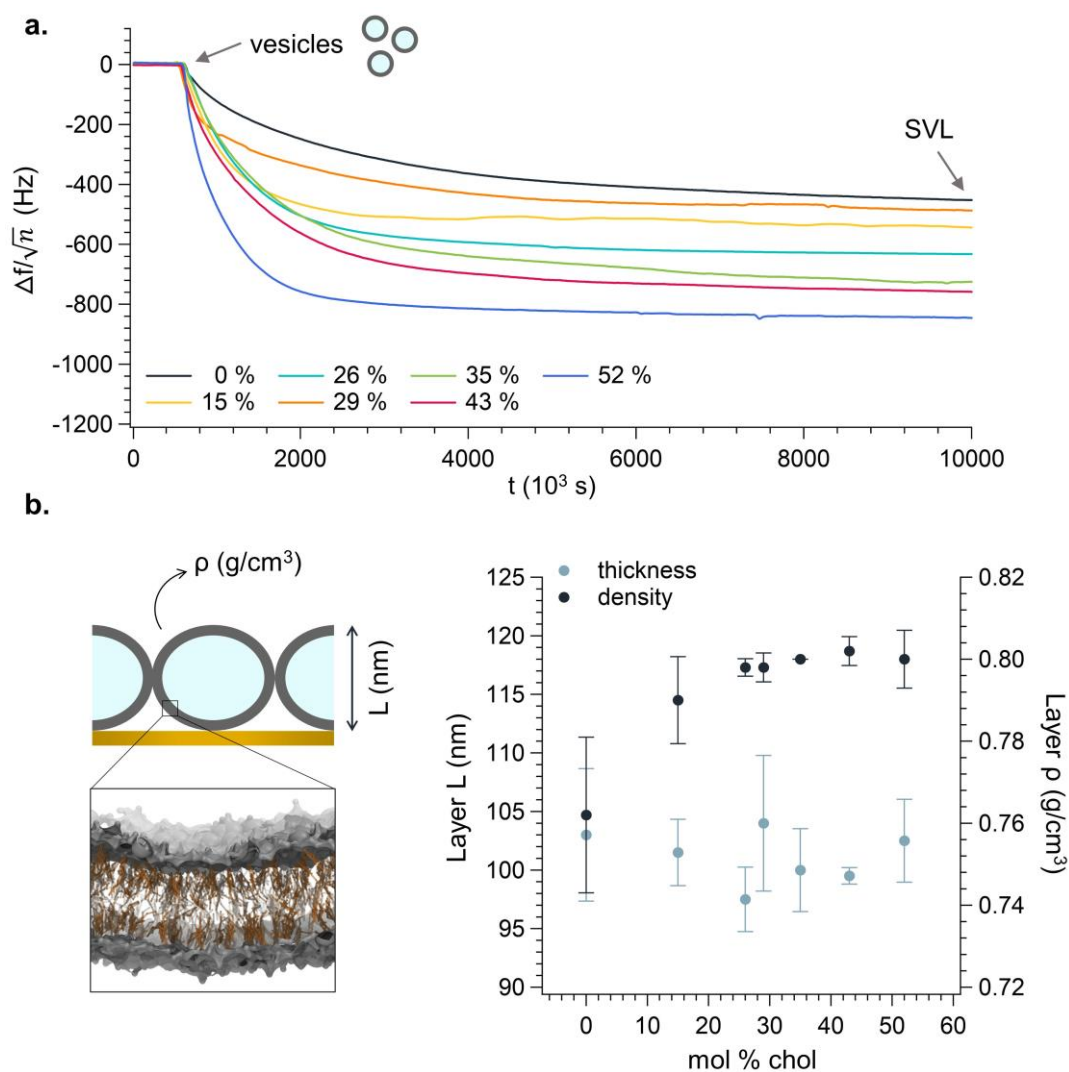 a.
vesicles
SVL
0
-200
-400
-600
-800
-1000
-1200
Δf/√n (Hz)
0 % 26 % 35 % 52 %
15 % 29 % 43 %
0 2000 4000 6000 8000 10000
t (10³ s)
b.
ρ (g/cm³)
L (nm)
thickness
density
125
120
115
110
105
100
95
90
Layer L (nm)
0.82
0.80
0.78
0.76
0.74
0.72
Layer ρ (g/cm³)
0 10 20 30 40 50 60
mol % chol